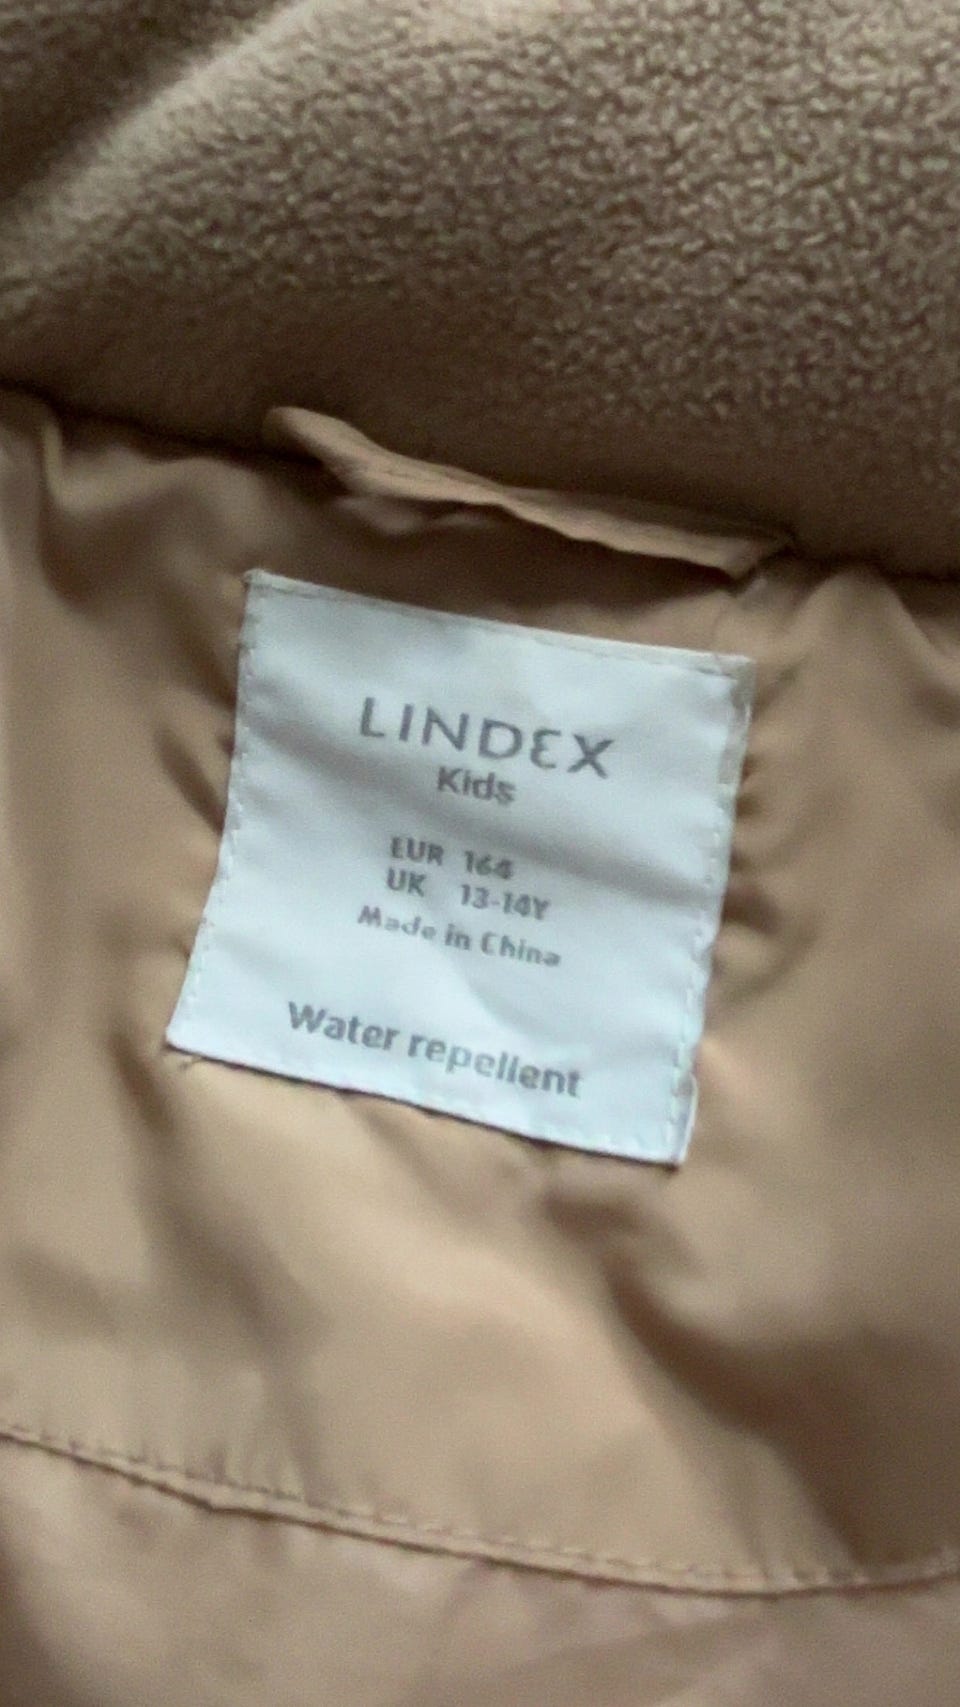 LINDEX
Kids
EUR 164
UK 13-14Y
Made in China
Water repellent